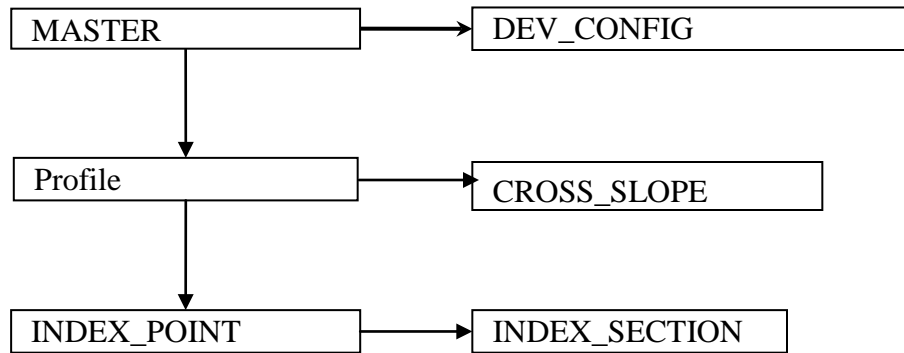 MASTER
DEV_CONFIG
Profile
CROSS_SLOPE
INDEX_POINT
INDEX_SECTION